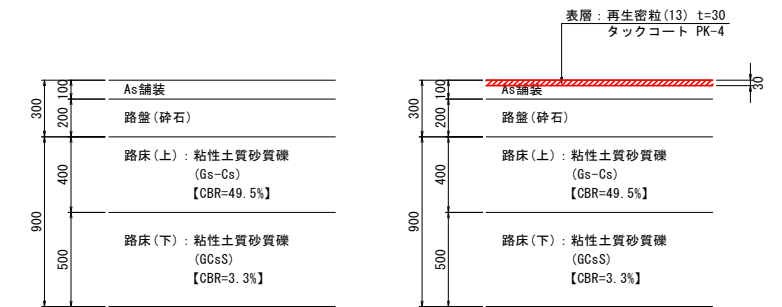 表層：再生密粒(13) t=30
タックコート PK-4
300
100
As舗装
200
路盤(砕石)
900
400
路床(上)：粘性土質砂質礫
(Gs-Cs)
【CBR=49.5%】
500
路床(下)：粘性土質砂質礫
(GCsS)
【CBR=3.3%】
300
100
As舗装
30
200
路盤(砕石)
900
400
路床(上)：粘性土質砂質礫
(Gs-Cs)
【CBR=49.5%】
500
路床(下)：粘性土質砂質礫
(GCsS)
【CBR=3.3%】